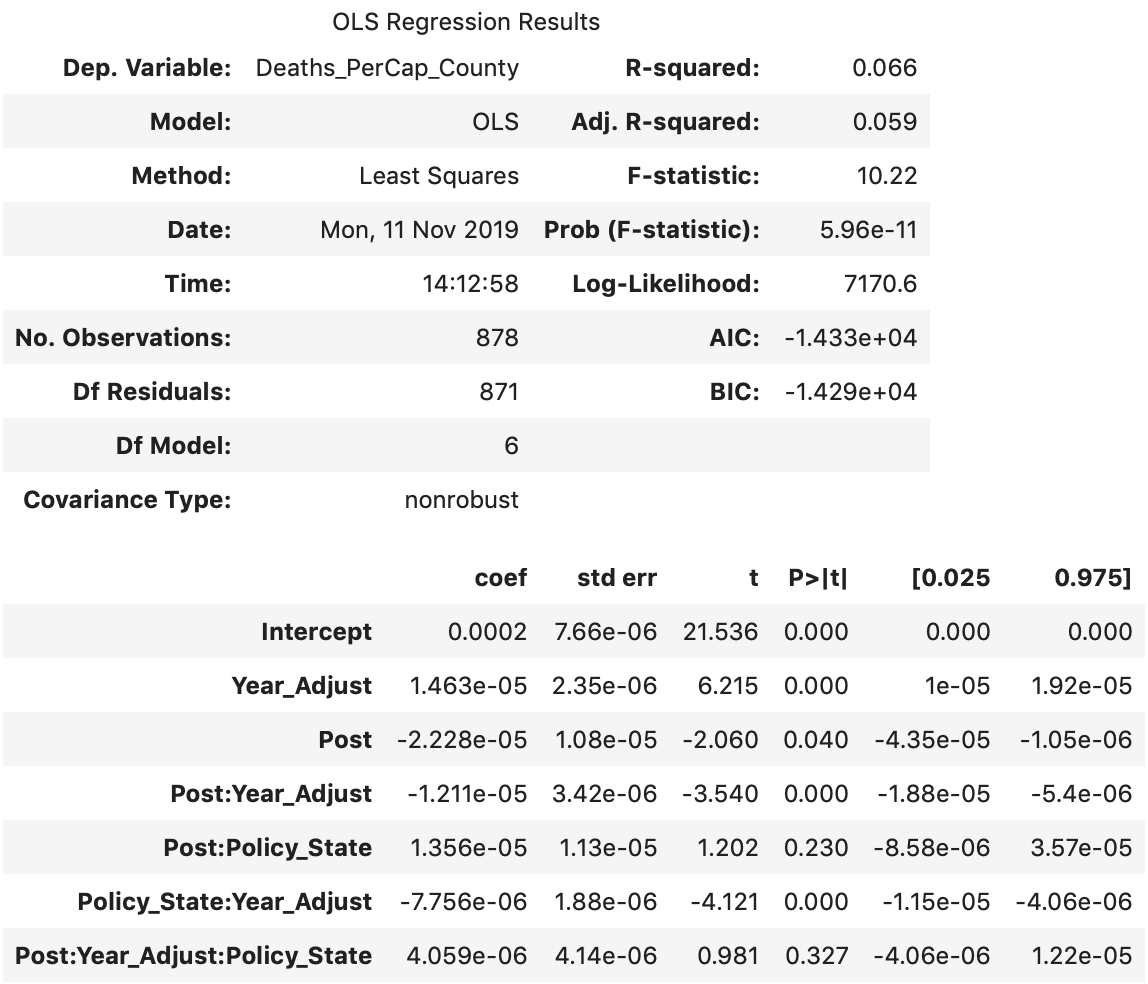 OLS Regression Results
Dep. Variable: Deaths_PerCap_County R-squared: 0.066
Model: OLS Adj. R-squared: 0.059
Method: Least Squares F-statistic: 10.22
Date: Mon, 11 Nov 2019 Prob (F-statistic): 5.96e-11
Time: 14:12:58 Log-Likelihood: 7170.6
No. Observations: 878 AIC: -1.433e+04
Df Residuals: 871 BIC: -1.429e+04
Df Model: 6
Covariance Type: nonrobust
coef std err t P>|t| [0.025 0.975]
Intercept 0.0002 7.66e-06 21.536 0.000 0.000 0.000
Year_Adjust 1.463e-05 2.35e-06 6.215 0.000 1e-05 1.92e-05
Post -2.228e-05 1.08e-05 -2.060 0.040 -4.35e-05 -1.05e-06
Post:Year_Adjust -1.211e-05 3.42e-06 -3.540 0.000 -1.88e-05 -5.4e-06
Post:Policy_State 1.356e-05 1.13e-05 1.202 0.230 -8.58e-06 3.57e-05
Policy_State:Year_Adjust -7.756e-06 1.88e-06 -4.121 0.000 -1.15e-05 -4.06e-06
Post:Year_Adjust:Policy_State 4.059e-06 4.14e-06 0.981 0.327 -4.06e-06 1.22e-05